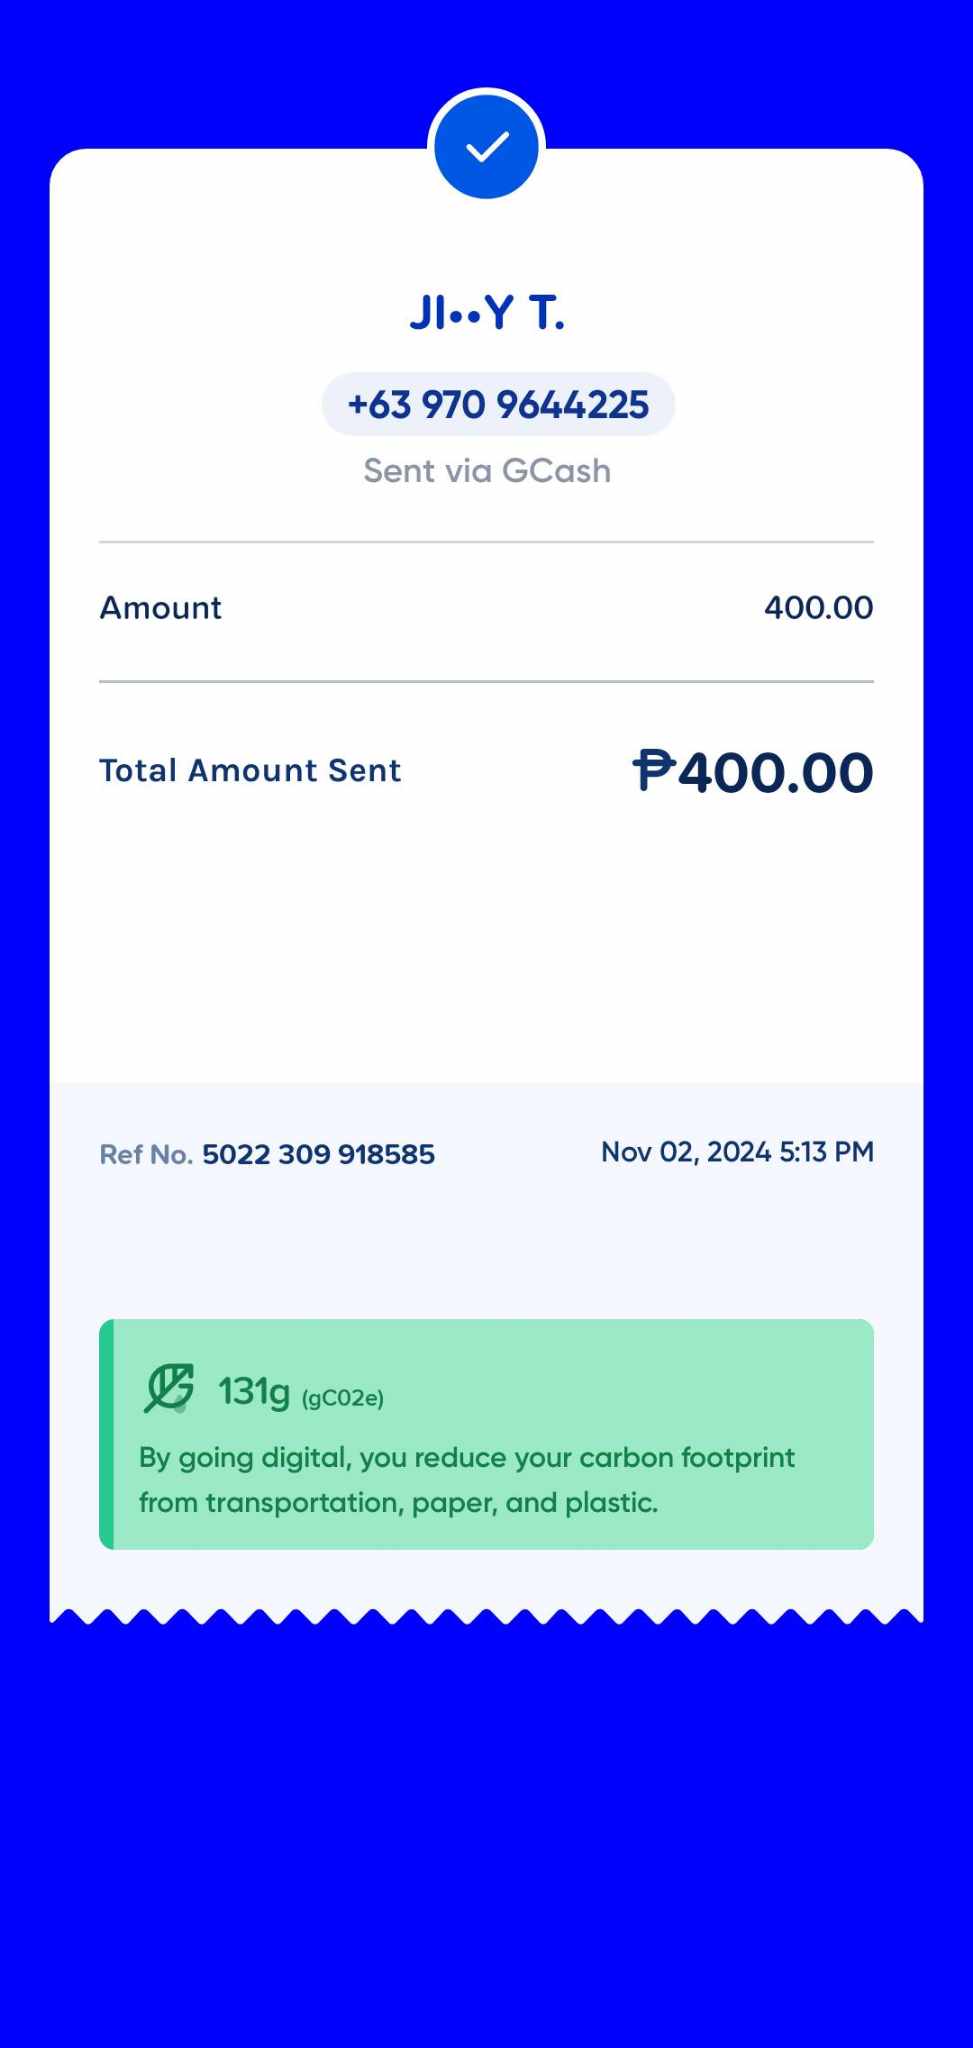 JI••Y T.
+63 970 9644225
Sent via GCash
Amount 400.00
Total Amount Sent ₱400.00
Ref No. 5022 309 918585 Nov 02, 2024 5:13 PM
131g (gC02e)
By going digital, you reduce your carbon footprint
from transportation, paper, and plastic.